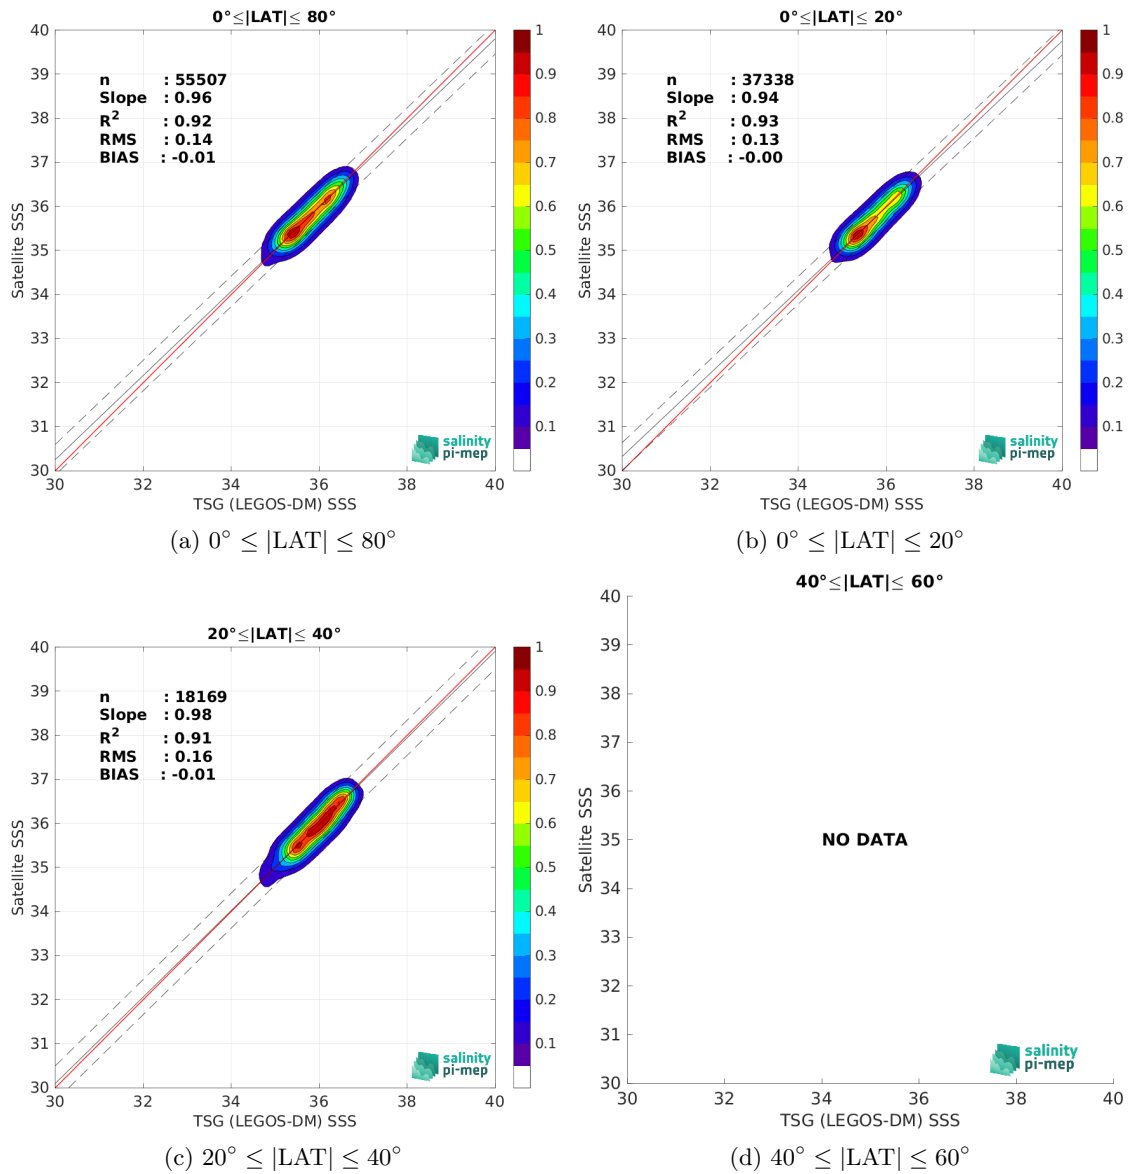 0°≤|LAT|≤ 80°
40
39
38
37
36
35
34
33
32
31
30
Satellite SSS
n : 55507
Slope : 0.96
R² : 0.92
RMS : 0.14
BIAS : -0.01
salinity
pi-mep
30 32 34 36 38 40
TSG (LEGOS-DM) SSS
1
0.9
0.8
0.7
0.6
0.5
0.4
0.3
0.2
0.1
(a) 0° ≤ |LAT| ≤ 80°
0°≤|LAT|≤ 20°
40
39
38
37
36
35
34
33
32
31
30
Satellite SSS
n : 37338
Slope : 0.94
R² : 0.93
RMS : 0.13
BIAS : -0.00
salinity
pi-mep
30 32 34 36 38 40
TSG (LEGOS-DM) SSS
1
0.9
0.8
0.7
0.6
0.5
0.4
0.3
0.2
0.1
(b) 0° ≤ |LAT| ≤ 20°
20°≤|LAT|≤ 40°
40
39
38
37
36
35
34
33
32
31
30
Satellite SSS
n : 18169
Slope : 0.98
R² : 0.91
RMS : 0.16
BIAS : -0.01
salinity
pi-mep
30 32 34 36 38 40
TSG (LEGOS-DM) SSS
1
0.9
0.8
0.7
0.6
0.5
0.4
0.3
0.2
0.1
(c) 20° ≤ |LAT| ≤ 40°
40°≤|LAT|≤ 60°
40
39
38
37
36
35
34
33
32
31
30
Satellite SSS
NO DATA
salinity
pi-mep
30 32 34 36 38 40
TSG (LEGOS-DM) SSS
(d) 40° ≤ |LAT| ≤ 60°